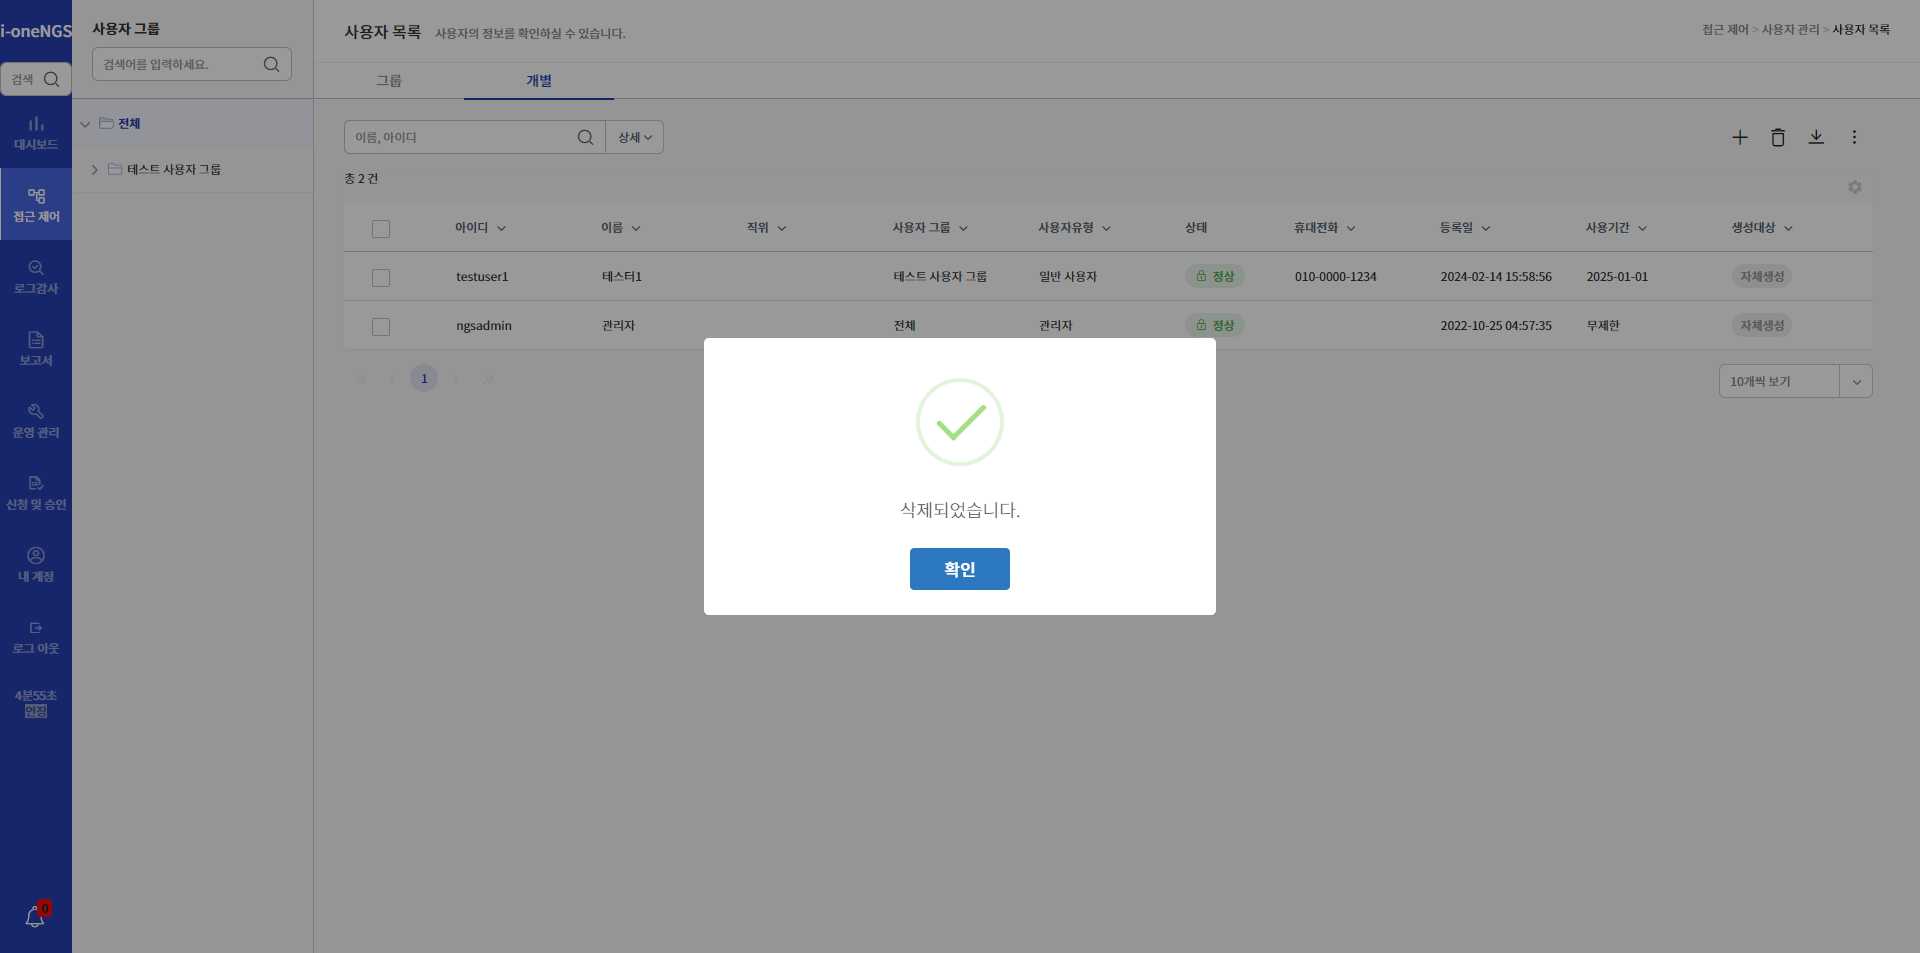 i-oneNGS
검색
대시보드
접근 제어
로그감사
보고서
운영 관리
신청 및 승인
내 계정
로그 아웃
4분55초
연장
0
사용자 그룹
검색어를 입력하세요.
전체
테스트 사용자 그룹
사용자 목록 사용자의 정보를 확인하실 수 있습니다.
접근 제어 > 사용자 관리 > 사용자 목록
그룹 개별
이름, 아이디 상세
총 2 건
아이디 이름 직위 사용자 그룹 사용자유형 상태 휴대전화 등록일 사용기간 생성대상
testuser1 테스터1 테스트 사용자 그룹 일반 사용자 정상 010-0000-1234 2024-02-14 15:58:56 2025-01-01 자체생성
ngsadmin 관리자 전체 관리자 정상 2022-10-25 04:57:35 무제한 자체생성
1
10개씩 보기
삭제되었습니다.
확인